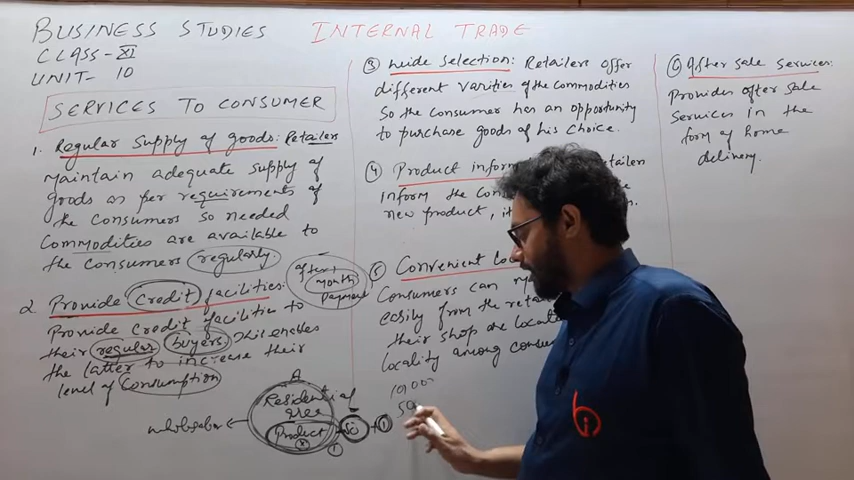 BUSINESS STUDIES
CLASS-XI
UNIT- 10
INTERNAL TRADE
SERVICES TO CONSUMER
1. Regular Supply of goods: Retailers
maintain adequate supply of
goods as per requirements of
the consumers so needed
commodities are available to
the consumers regularly.
2 Provide Credit facilities:
Provide Credit facilities to
their regular buyers. This enables
the latter to increase their
level of Consumption
after 1
month
payment
A
Residential
area
Product
wholesaler
3 wide selection: Retailers offer
different varities of the commodities
so the consumer has an opportunity
to purchase goods of his choice.
4 Product Retailers
inform the
new product,
5 Convenient
Consumers can
easily from the
their shop are
locality among
10,000
6 After sale services:
Provides after sale
services in the
form of home
delivery.